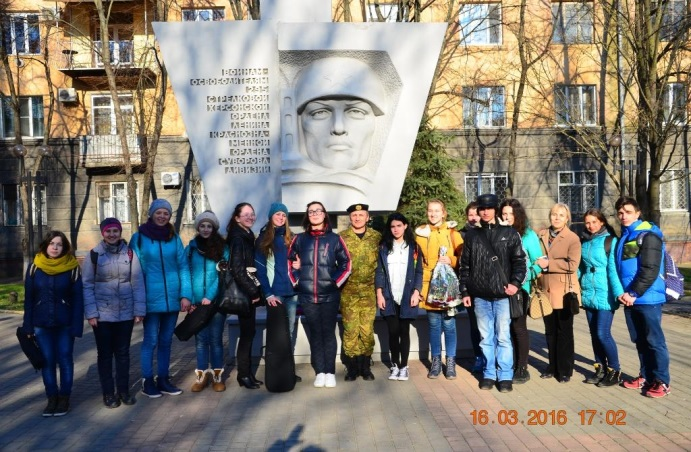 ВОИНАМ-
ОСВОБОДИТЕЛЯМ
295
СТРЕЛКОВОЙ
ХЕРСОНСКОЙ
ОРДЕНА
ЛЕНИНА
КРАСНОЗНА-
МЕННОЙ
ОРДЕНА
СУВОРОВА
ДИВИЗИИ
16.03.2016 17:02